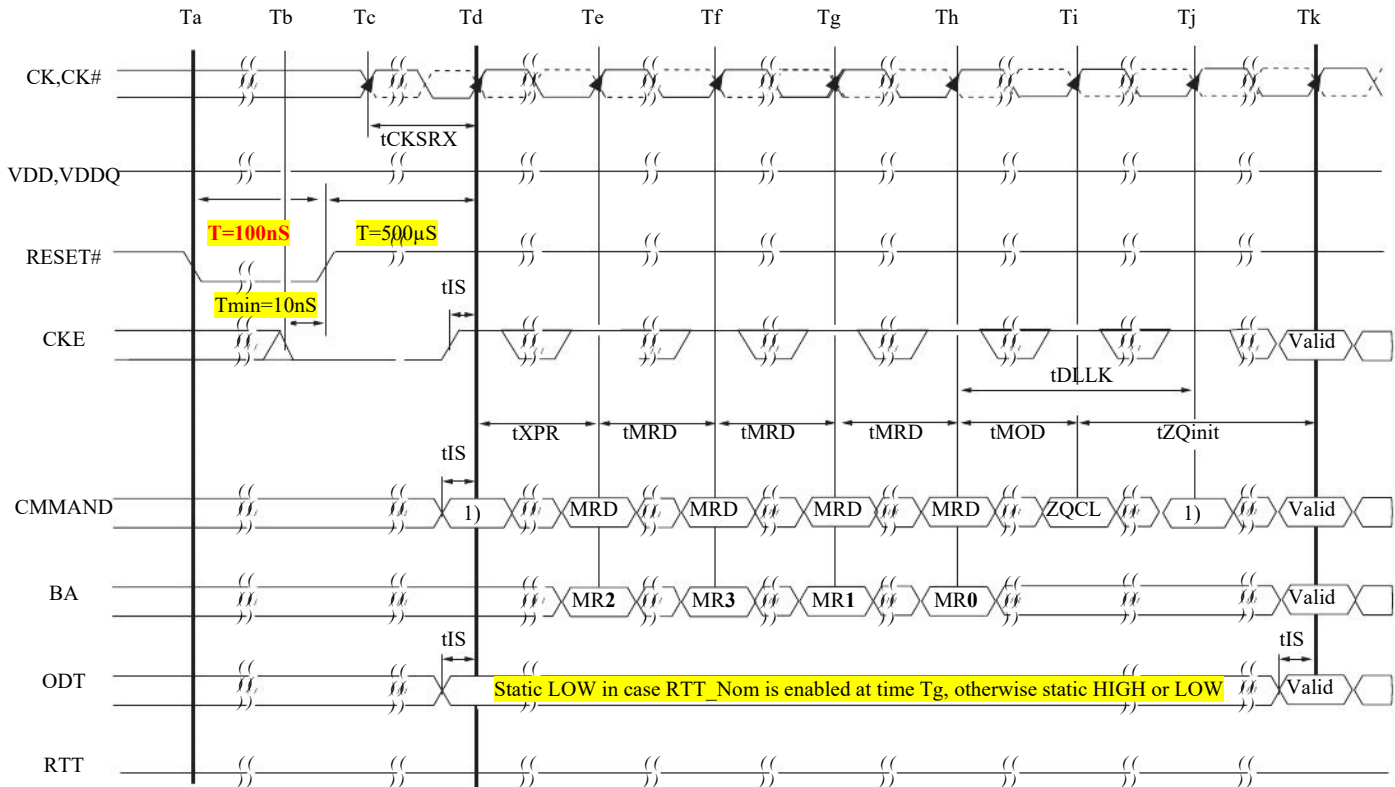 Ta Tb Tc Td Te Tf Tg Th Ti Tj Tk
CK,CK#
tCKSRX
VDD,VDDQ
T=100nS T=500µS
RESET#
Tmin=10nS tIS
CKE Valid
tDLLK
tXPR tMRD tMRD tMRD tMOD tZQinit
tIS
CMMAND 1) MRD MRD MRD MRD ZQCL 1) Valid
BA MR2 MR3 MR1 MR0 Valid
tIS tIS
ODT Static LOW in case RTT_Nom is enabled at time Tg, otherwise static HIGH or LOW Valid
RTT